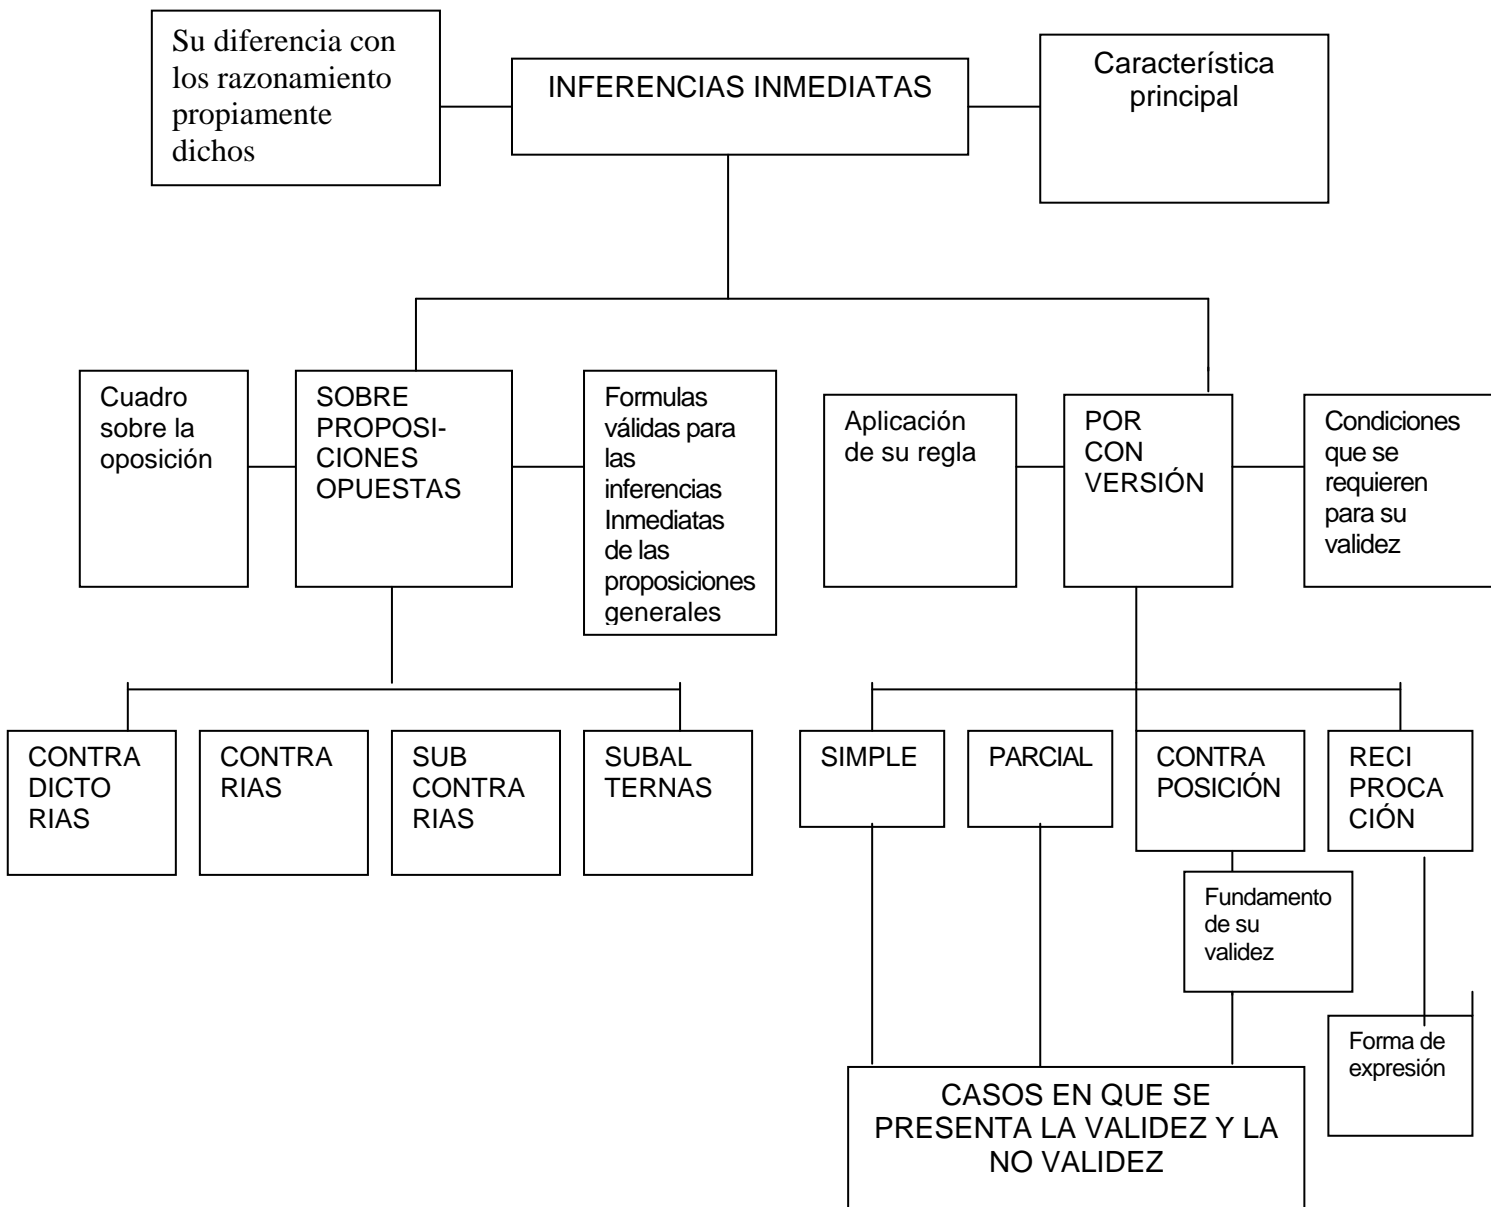 Su diferencia con
los razonamiento
propiamente
dichos
INFERENCIAS INMEDIATAS
Característica
principal
Cuadro
sobre la
oposición
SOBRE
PROPOSI-
CIONES
OPUESTAS
Formulas
válidas para
las
inferencias
Inmediatas
de las
proposiciones
generales
Aplicación
de su regla
POR
CON
VERSIÓN
Condiciones
que se
requieren
para su
validez
CONTRA
DICTO
RIAS
CONTRA
RIAS
SUB
CONTRA
RIAS
SUBAL
TERNAS
SIMPLE
PARCIAL
CONTRA
POSICIÓN
RECI
PROCA
CIÓN
Fundamento
de su
validez
Forma de
expresión
CASOS EN QUE SE
PRESENTA LA VALIDEZ Y LA
NO VALIDEZ